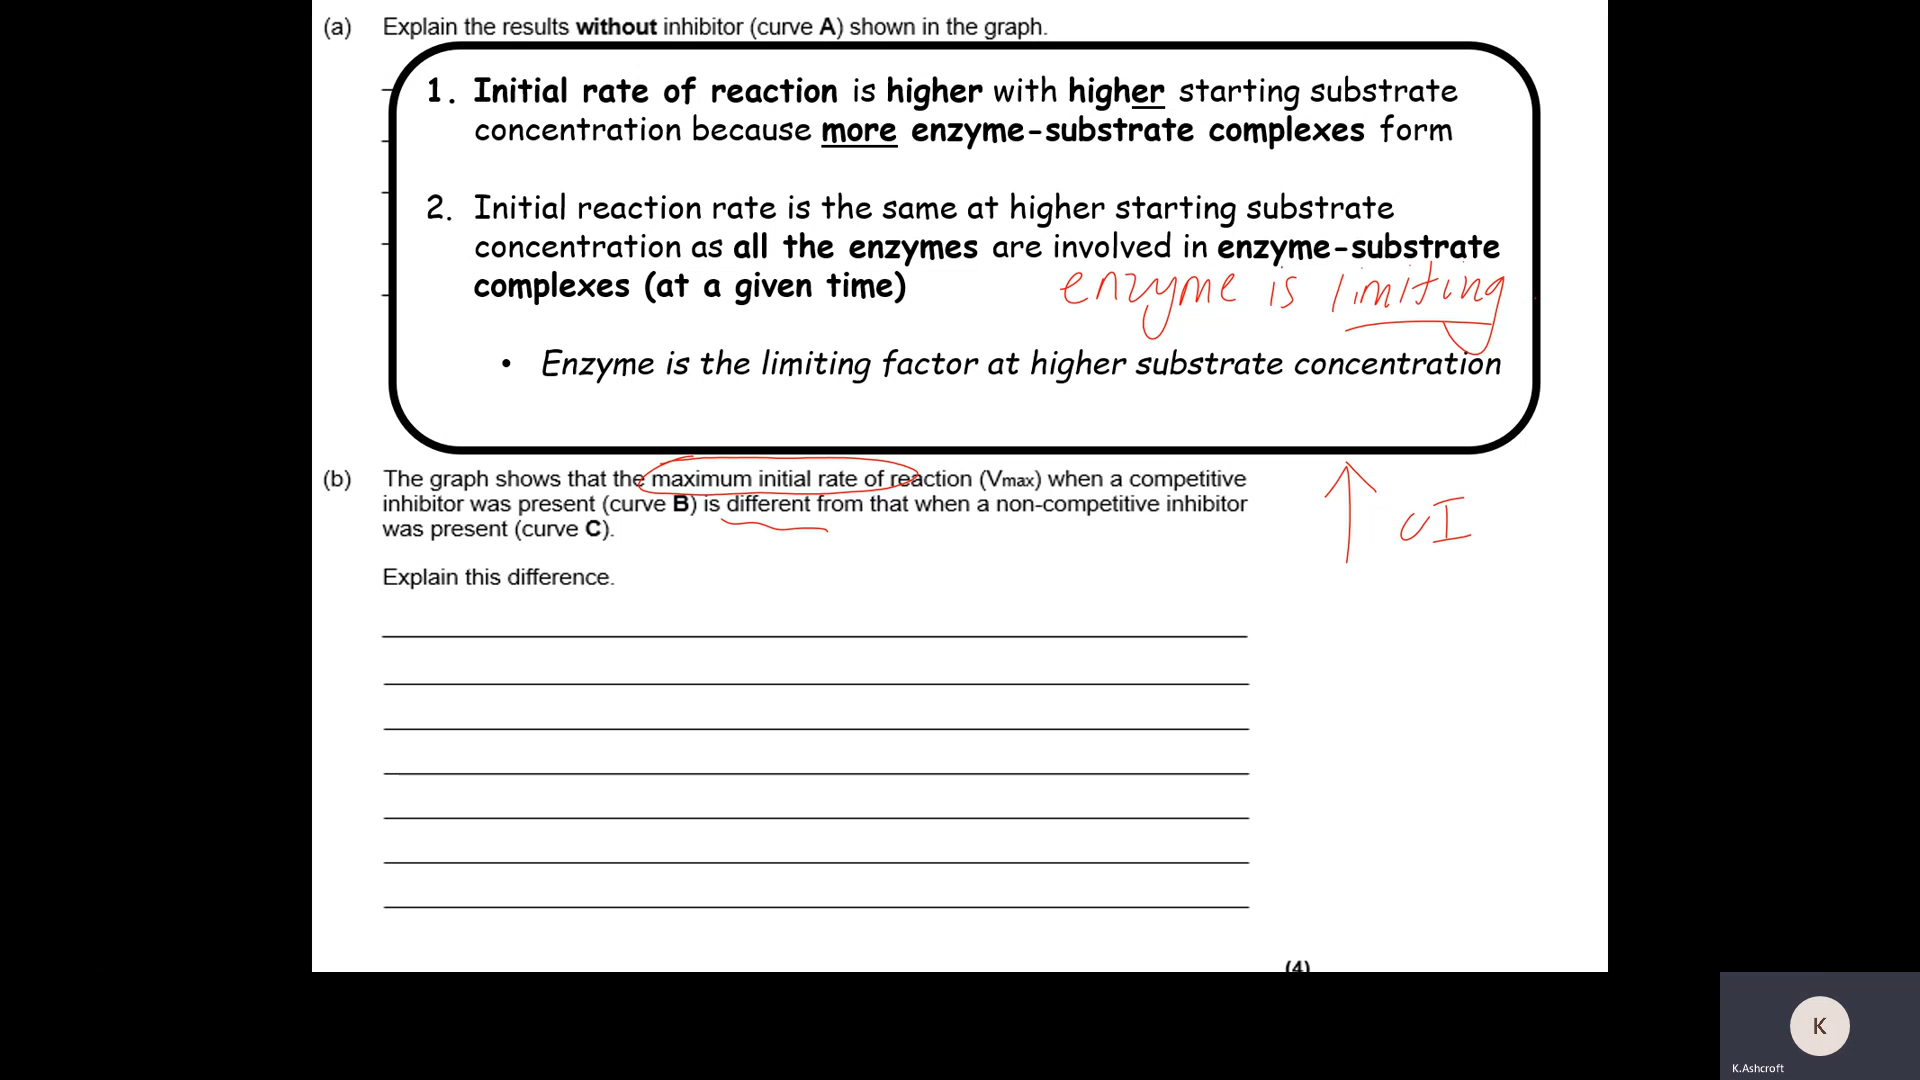 (a) Explain the results without inhibitor (curve A) shown in the graph.
1. Initial rate of reaction is higher with higher starting substrate
concentration because more enzyme-substrate complexes form
2. Initial reaction rate is the same at higher starting substrate
concentration as all the enzymes are involved in enzyme-substrate
complexes (at a given time)
enzyme is limiting
• Enzyme is the limiting factor at higher substrate concentration
(b) The graph shows that the maximum initial rate of reaction (Vmax) when a competitive
inhibitor was present (curve B) is different from that when a non-competitive inhibitor
was present (curve C).
CI
Explain this difference.
(4)
K
K.Ashcroft